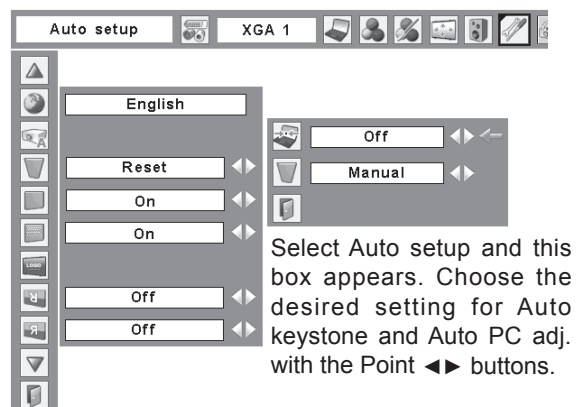 Auto setup
XGA 1
English
Reset
On
On
Off
Off
Off
Manual
LOGO
Select Auto setup and this
box appears. Choose the
desired setting for Auto
keystone and Auto PC adj.
with the Point ◄► buttons.